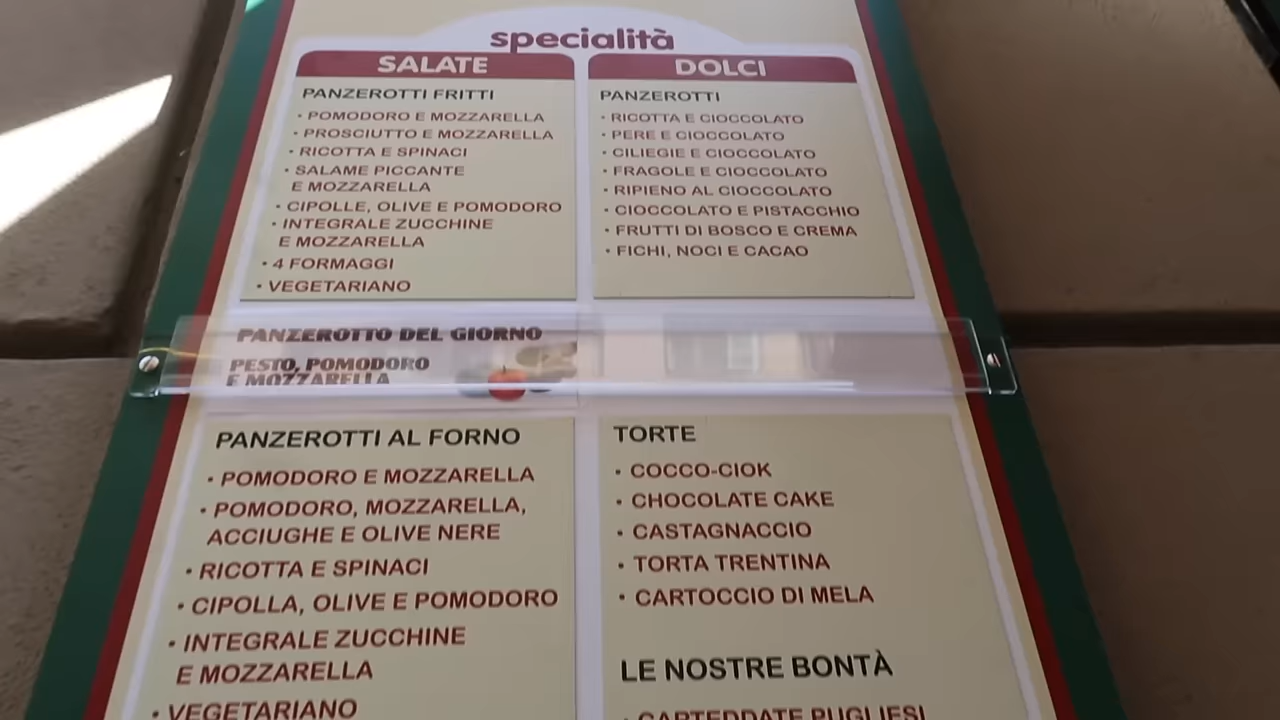 specialità
SALATE
PANZEROTTI FRITTI
• POMODORO E MOZZARELLA
• PROSCIUTTO E MOZZARELLA
• RICOTTA E SPINACI
• SALAME PICCANTE
E MOZZARELLA
• CIPOLLE, OLIVE E POMODORO
• INTEGRALE ZUCCHINE
E MOZZARELLA
• 4 FORMAGGI
• VEGETARIANO
DOLCI
PANZEROTTI
• RICOTTA E CIOCCOLATO
• PERE E CIOCCOLATO
• CILIEGIE E CIOCCOLATO
• FRAGOLE E CIOCCOLATO
• RIPIENO AL CIOCCOLATO
• CIOCCOLATO E PISTACCHIO
• FRUTTI DI BOSCO E CREMA
• FICHI, NOCI E CACAO
PANZEROTTO DEL GIORNO
PESTO, POMODORO
E MOZZARELLA
PANZEROTTI AL FORNO
• POMODORO E MOZZARELLA
• POMODORO, MOZZARELLA,
ACCIUGHE E OLIVE NERE
• RICOTTA E SPINACI
• CIPOLLA, OLIVE E POMODORO
• INTEGRALE ZUCCHINE
E MOZZARELLA
• VEGETARIANO
TORTE
• COCCO-CIOK
• CHOCOLATE CAKE
• CASTAGNACCIO
• TORTA TRENTINA
• CARTOCCIO DI MELA
LE NOSTRE BONTÀ
• CARTEDDATE PUGLIESI